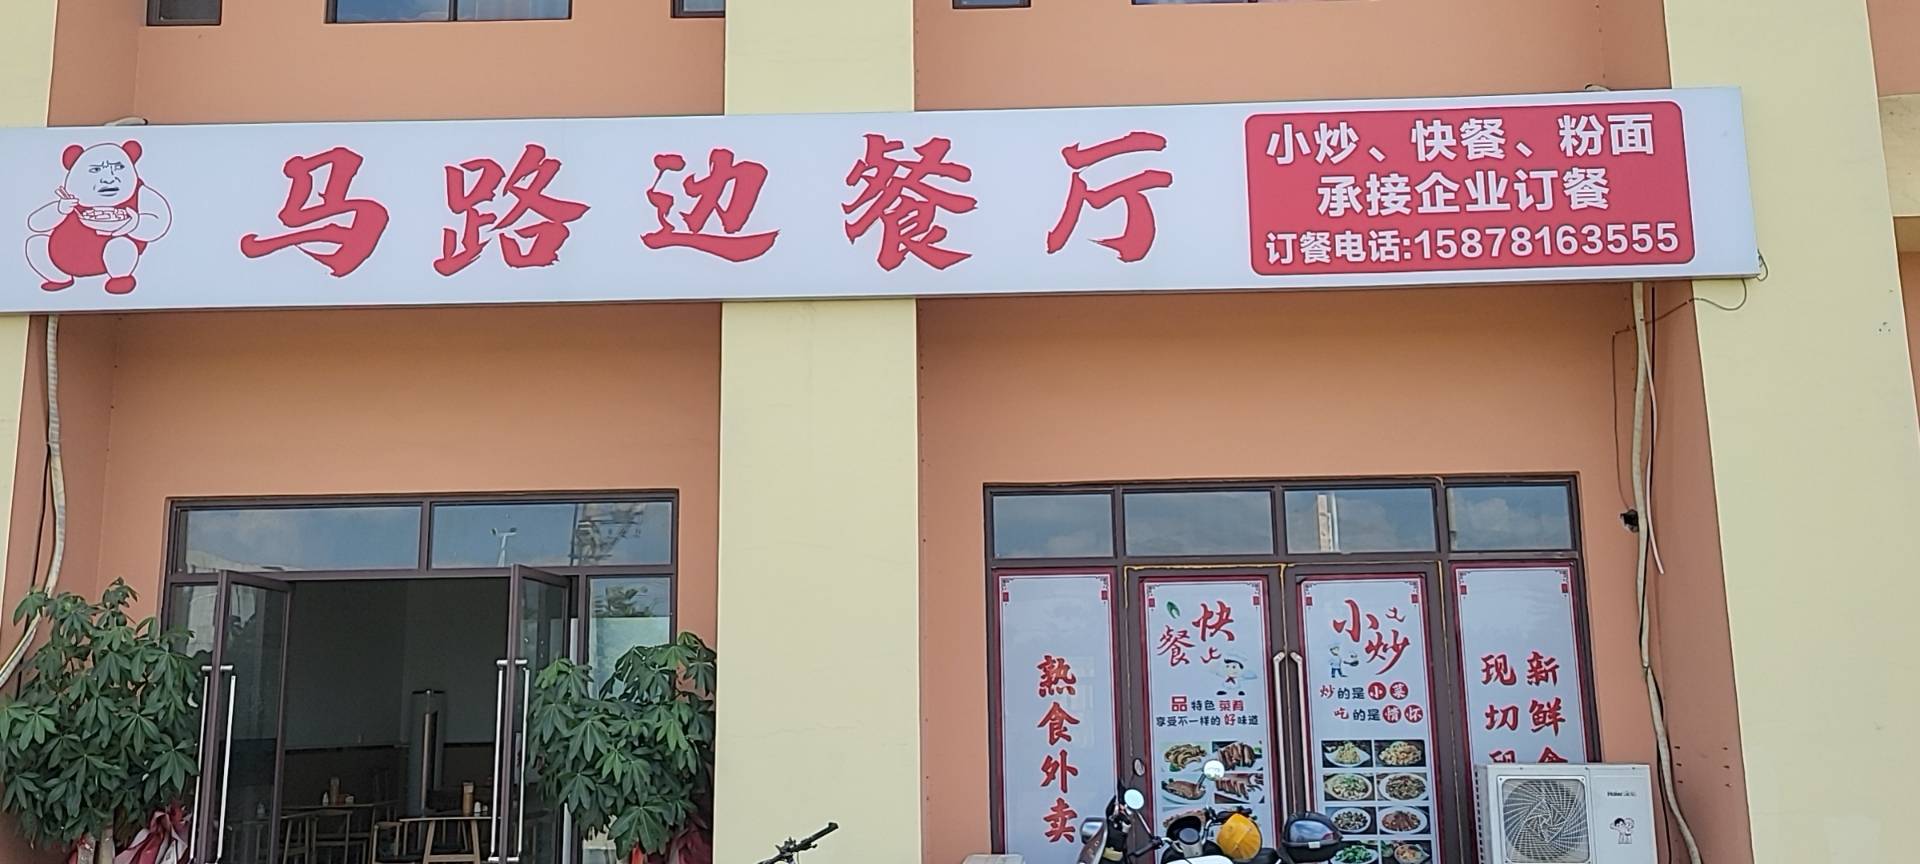 马路边餐厅
小炒、快餐、粉面
承接企业订餐
订餐电话:15878163555
熟食外卖
快餐
品特色菜肴
享受不一样的好味道
小炒
炒的是小菜
吃的是情怀
新鲜
现切现
Haier